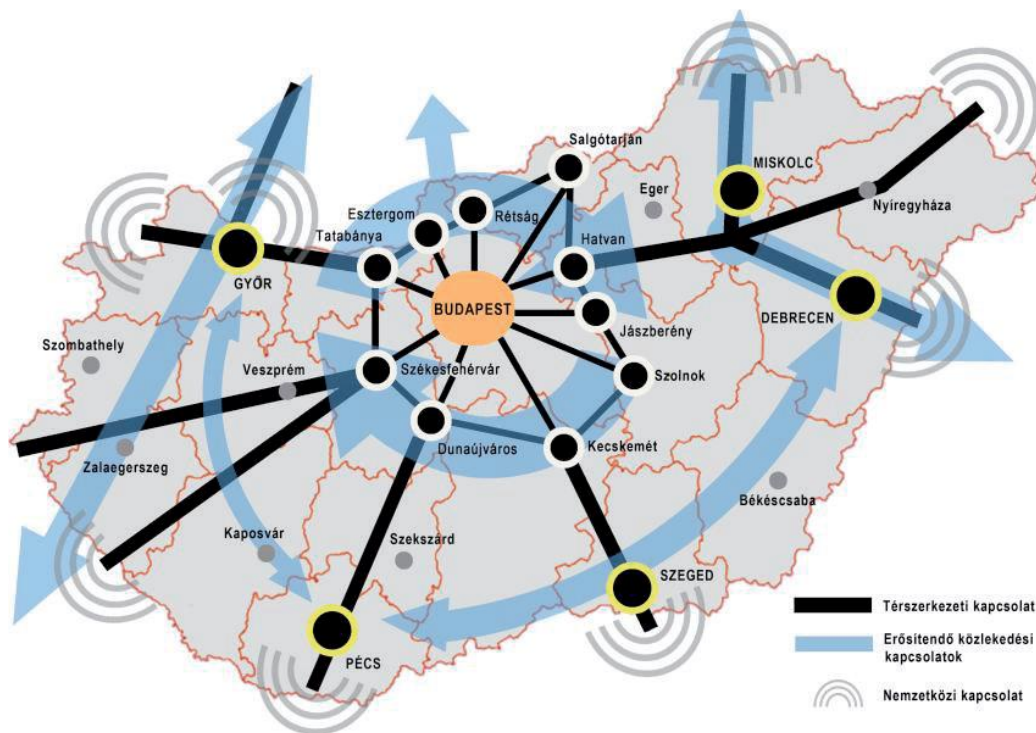 Salgótarján
MISKOLC
Eger
Nyíregyháza
Esztergom
Rétság
Tatabánya
Hatvan
GYŐR
BUDAPEST
DEBRECEN
Jászberény
Szombathely
Veszprém
Székesfehérvár
Szolnok
Dunaújváros
Kecskemét
Zalaegerszeg
Békéscsaba
Kaposvár
Szekszárd
SZEGED
PÉCS
Térszerkezeti kapcsolat
Erősítendő közlekedési
kapcsolatok
Nemzetközi kapcsolat